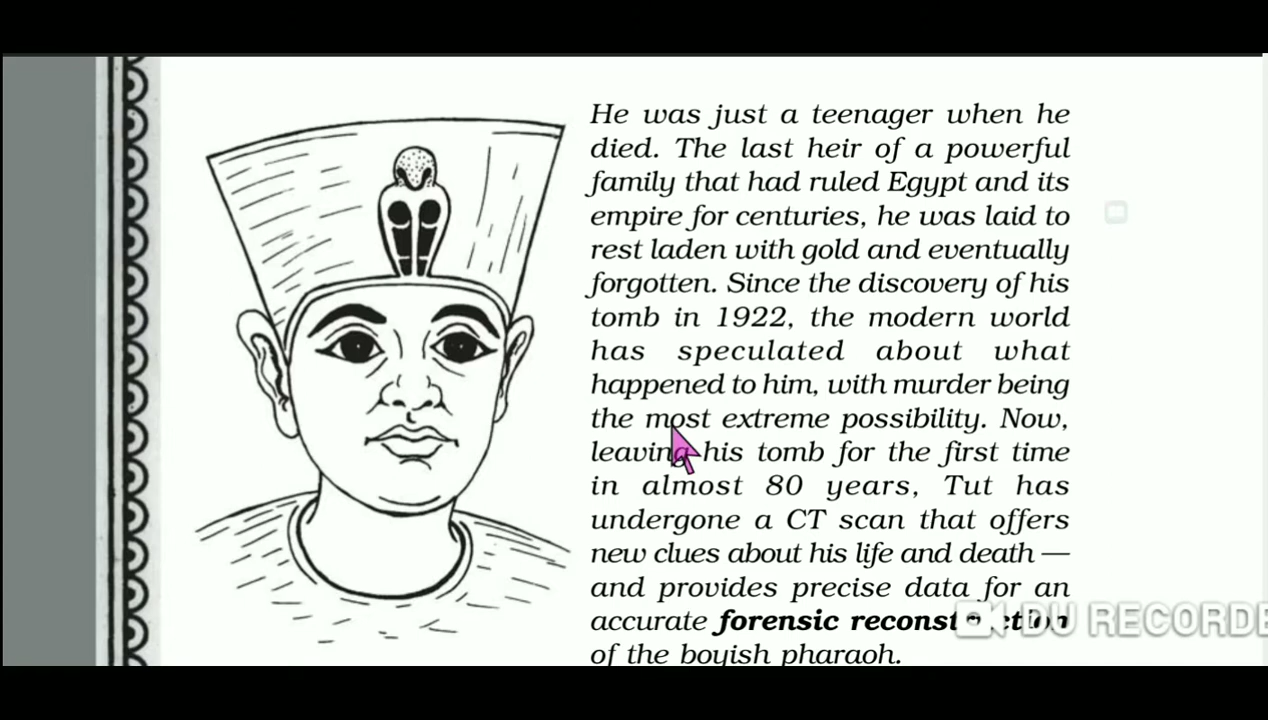 He was just a teenager when he
died. The last heir of a powerful
family that had ruled Egypt and its
empire for centuries, he was laid to
rest laden with gold and eventually
forgotten. Since the discovery of his
tomb in 1922, the modern world
has speculated about what
happened to him, with murder being
the most extreme possibility. Now,
leaving his tomb for the first time
in almost 80 years, Tut has
undergone a CT scan that offers
new clues about his life and death —
and provides precise data for an
accurate forensic reconstruction
of the boyish pharaoh.
DU RECORDE